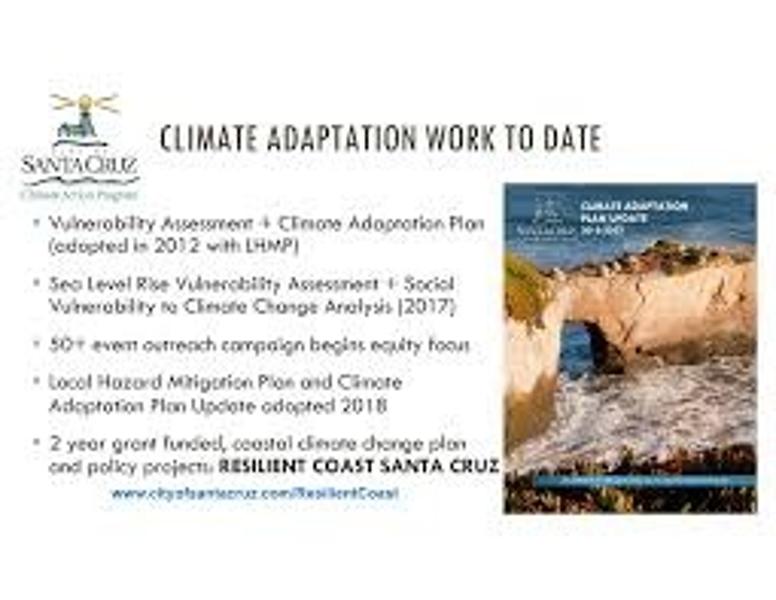 SANTA CRUZ
Climate Action Program
CLIMATE ADAPTATION WORK TO DATE
• Vulnerability Assessment + Climate Adaptation Plan
(adopted in 2012 with LHMP)
• Sea Level Rise Vulnerability Assessment + Social
Vulnerability to Climate Change Analysis (2017)
• 50+ event outreach campaign begins equity focus
• Local Hazard Mitigation Plan and Climate
Adaptation Plan Update adopted 2018
• 2 year grant funded, coastal climate change plan
and policy projects: RESILIENT COAST SANTA CRUZ
www.cityofsantacruz.com/ResilientCoast
CLIMATE ADAPTATION
PLAN UPDATE
SANTA CRUZ